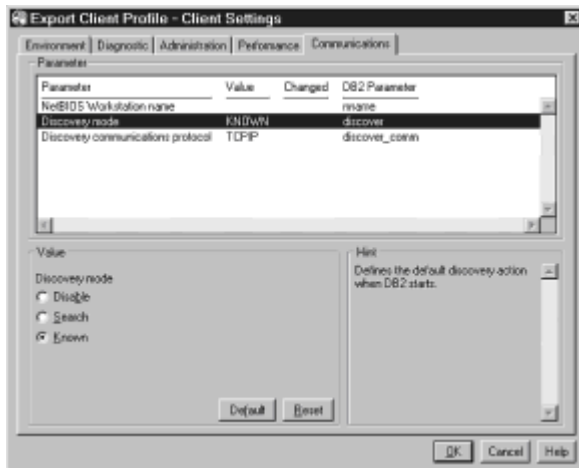 Export Client Profile - Client Settings
Environment Diagnostic Administration Performance Communications
Parameter
Parameter Value Changed DB2 Parameter
NetBIOS Workstation name nname
Discovery mode KNOWN discover
Discovery communications protocol TCPIP discover_comm
Value
Discovery mode
Disable
Search
Known
Default Reset
Hint
Defines the default discovery action
when DB2 starts.
OK Cancel Help